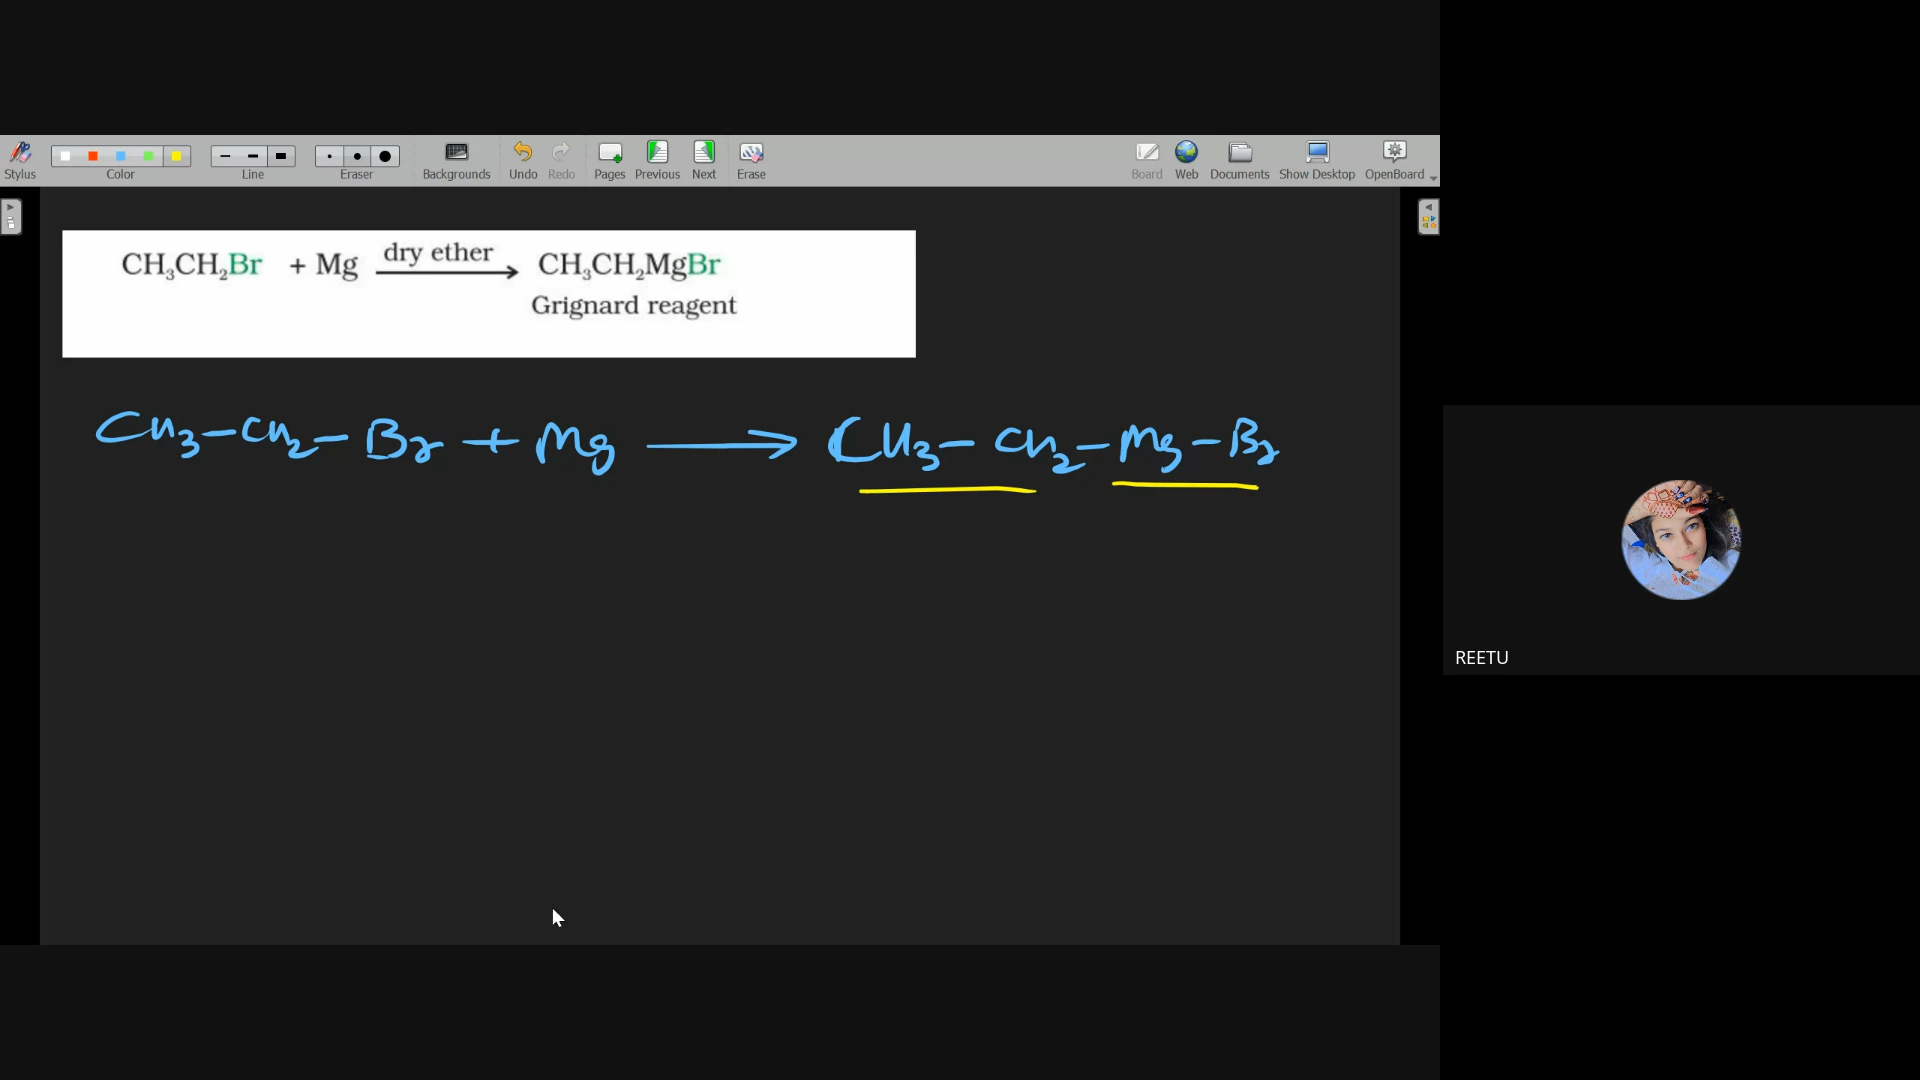 Stylus Color Line Eraser Backgrounds Undo Redo Pages Previous Next Erase Board Web Documents Show Desktop OpenBoard
dry ether
CH₃CH₂Br + Mg ⟶ CH₃CH₂MgBr
Grignard reagent
CH₃–CH₂–Br + Mg ⟶ CH₃–CH₂–Mg–Br
REETU